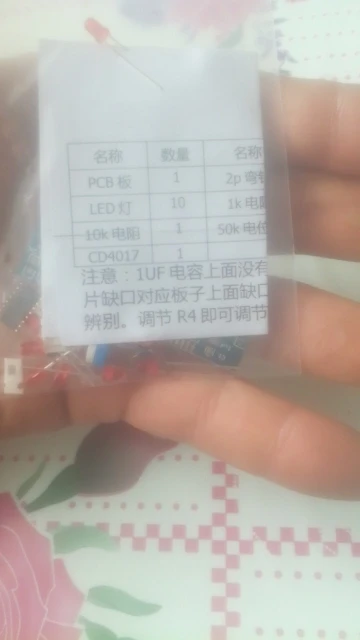 名称 数量 名称
PCB 板 1 2p 弯
LED 灯 10 1k 电阻
10k 电阻 1 50k 电位
CD4017 1
注意：1UF 电容上面没有
片缺口对应板子上面缺口
辨别。调节 R4 即可调节